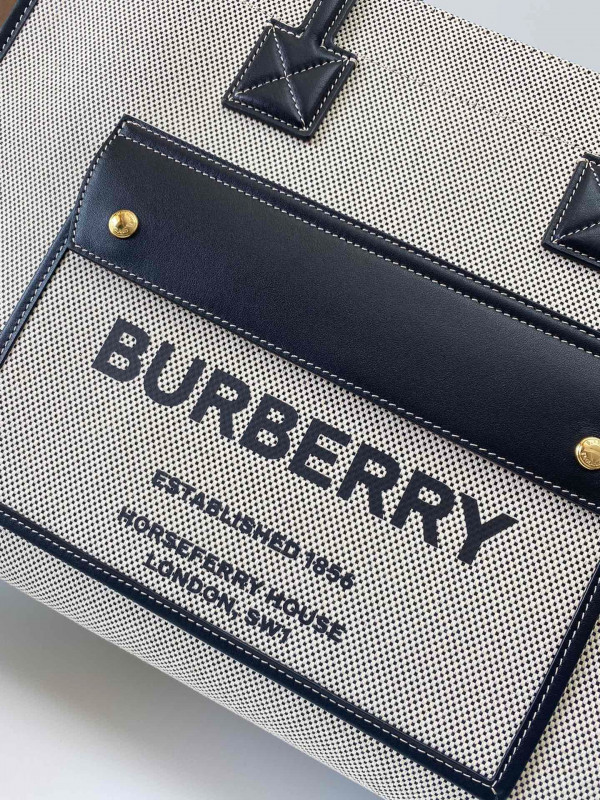 BURBERRY
ESTABLISHED 1856
HORSEFERRY HOUSE
LONDON, SW1